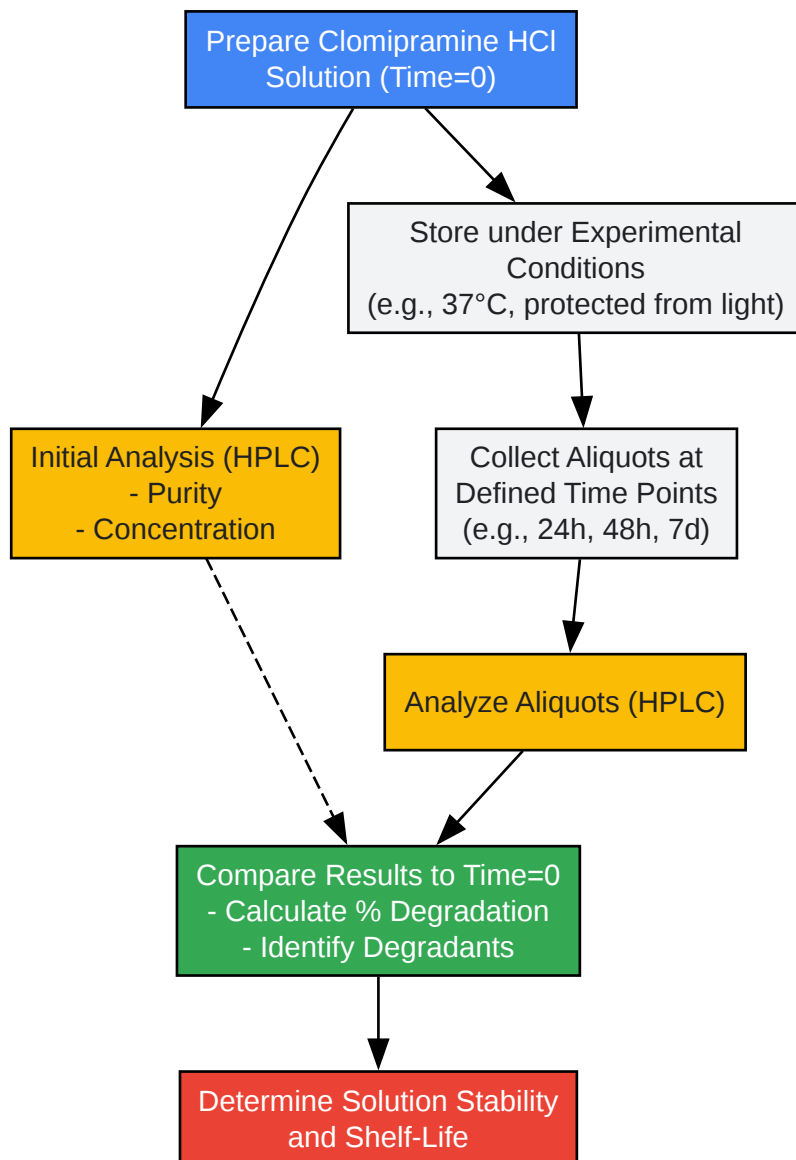 Prepare Clomipramine HCl
Solution (Time=0)
Store under Experimental
Conditions
(e.g., 37°C, protected from light)
Initial Analysis (HPLC)
- Purity
- Concentration
Collect Aliquots at
Defined Time Points
(e.g., 24h, 48h, 7d)
Analyze Aliquots (HPLC)
Compare Results to Time=0
- Calculate % Degradation
- Identify Degradants
Determine Solution Stability
and Shelf-Life